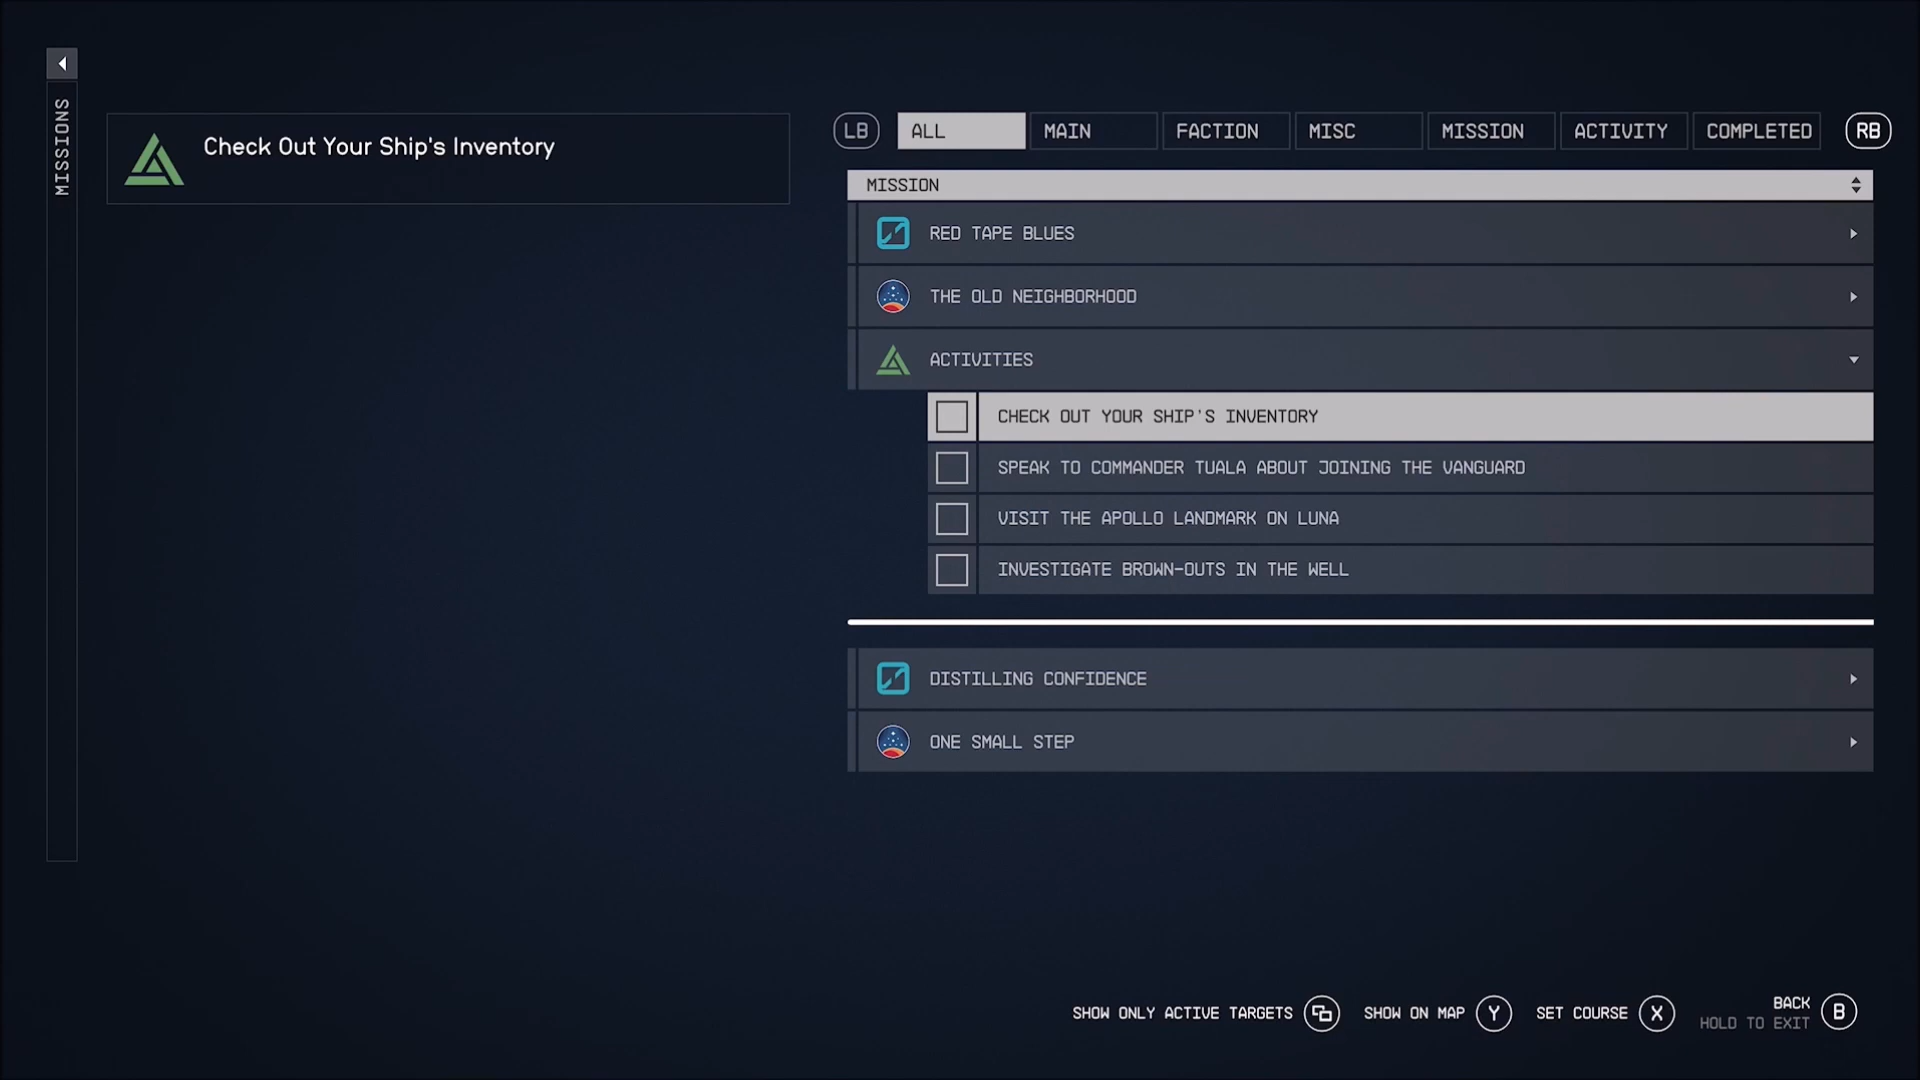 MISSIONS
Check Out Your Ship's Inventory
LB ALL MAIN FACTION MISC MISSION ACTIVITY COMPLETED RB
MISSION
RED TAPE BLUES
THE OLD NEIGHBORHOOD
ACTIVITIES
CHECK OUT YOUR SHIP'S INVENTORY
SPEAK TO COMMANDER TUALA ABOUT JOINING THE VANGUARD
VISIT THE APOLLO LANDMARK ON LUNA
INVESTIGATE BROWN-OUTS IN THE WELL
DISTILLING CONFIDENCE
ONE SMALL STEP
SHOW ONLY ACTIVE TARGETS SHOW ON MAP Y SET COURSE X BACK B
HOLD TO EXIT